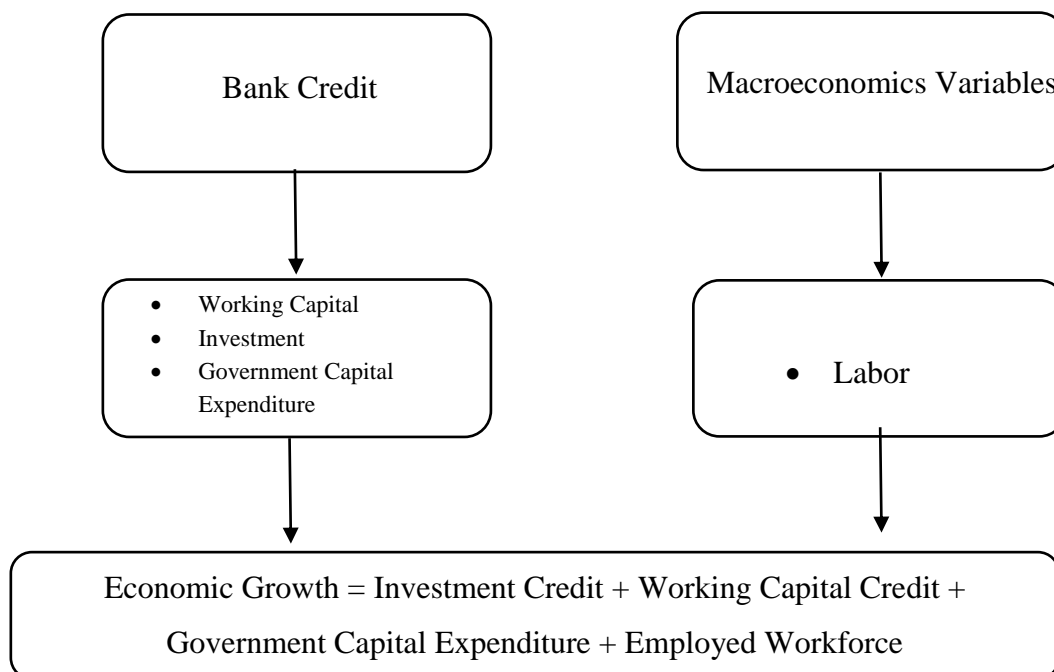 Bank Credit
Macroeconomics Variables
• Working Capital
• Investment
• Government Capital
Expenditure
• Labor
Economic Growth = Investment Credit + Working Capital Credit +
Government Capital Expenditure + Employed Workforce